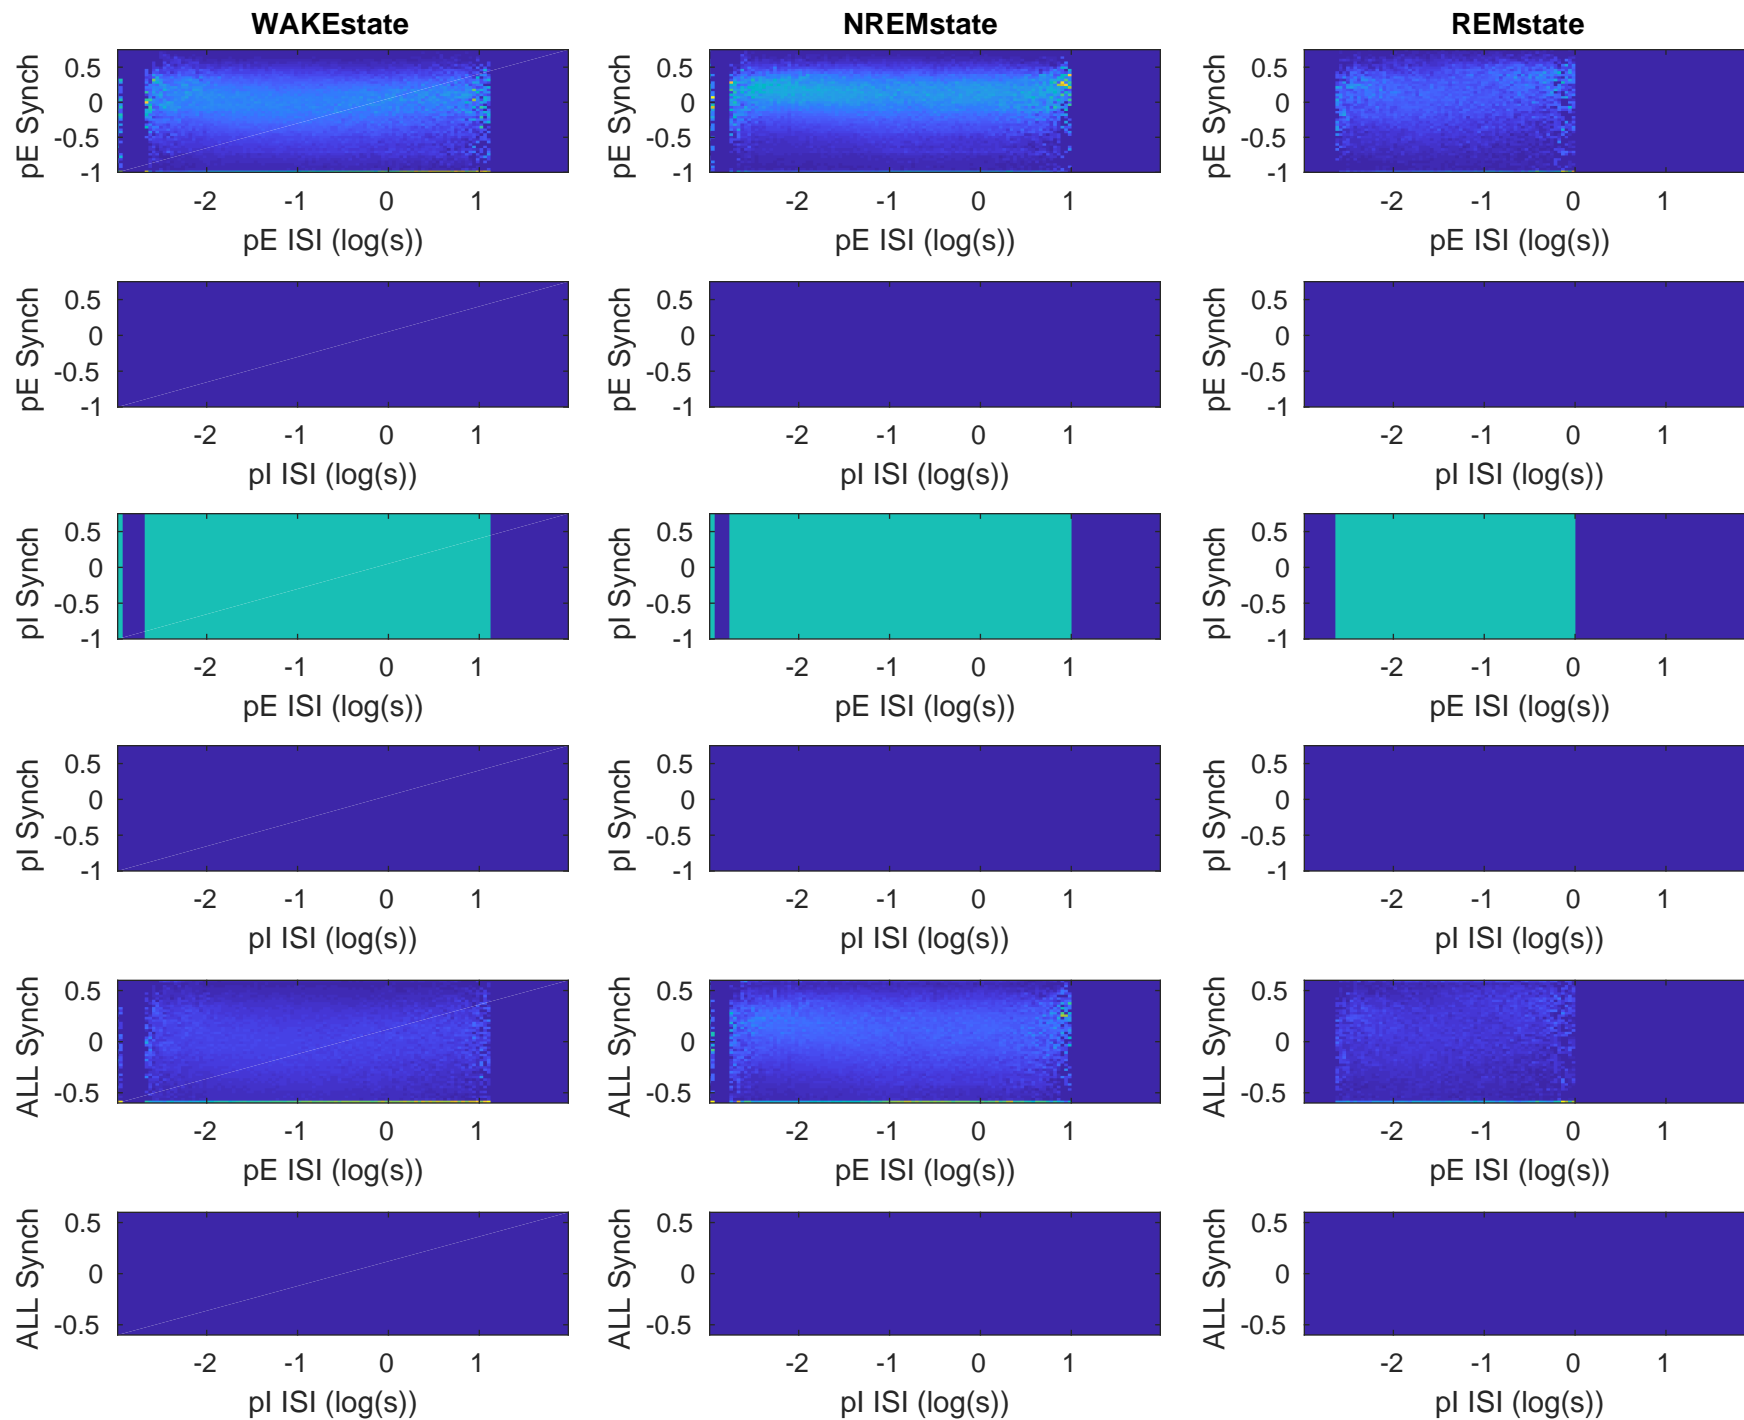 WAKEstate NREMstate REMstate
pE Synch 0.5 0 -0.5 -1 pE Synch 0.5 0 -0.5 -1 pE Synch 0.5 0 -0.5 -1
-2 -1 0 1 -2 -1 0 1 -2 -1 0 1
pE ISI (log(s)) pE ISI (log(s)) pE ISI (log(s))
pE Synch 0.5 0 -0.5 -1 pE Synch 0.5 0 -0.5 -1 pE Synch 0.5 0 -0.5 -1
-2 -1 0 1 -2 -1 0 1 -2 -1 0 1
pI ISI (log(s)) pI ISI (log(s)) pI ISI (log(s))
pI Synch 0.5 0 -0.5 -1 pI Synch 0.5 0 -0.5 -1 pI Synch 0.5 0 -0.5 -1
-2 -1 0 1 -2 -1 0 1 -2 -1 0 1
pE ISI (log(s)) pE ISI (log(s)) pE ISI (log(s))
pI Synch 0.5 0 -0.5 -1 pI Synch 0.5 0 -0.5 -1 pI Synch 0.5 0 -0.5 -1
-2 -1 0 1 -2 -1 0 1 -2 -1 0 1
pI ISI (log(s)) pI ISI (log(s)) pI ISI (log(s))
ALL Synch 0.5 0 -0.5 ALL Synch 0.5 0 -0.5 ALL Synch 0.5 0 -0.5
-2 -1 0 1 -2 -1 0 1 -2 -1 0 1
pE ISI (log(s)) pE ISI (log(s)) pE ISI (log(s))
ALL Synch 0.5 0 -0.5 ALL Synch 0.5 0 -0.5 ALL Synch 0.5 0 -0.5
-2 -1 0 1 -2 -1 0 1 -2 -1 0 1
pI ISI (log(s)) pI ISI (log(s)) pI ISI (log(s))